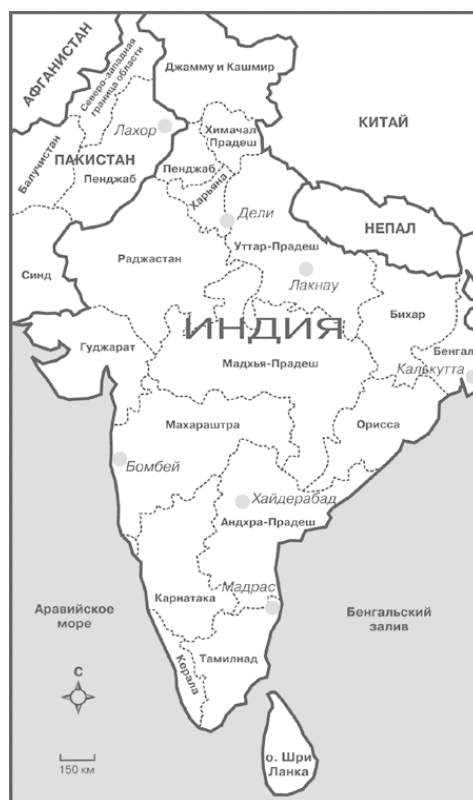 АФГАНИСТАН
Северо-западная
граница области
Джамму и Кашмир
КИТАЙ
Лахор
Химачал
Прадеш
Балучистан
ПАКИСТАН
Пенджаб
Пенджаб
Харьяна
Дели
НЕПАЛ
Уттар-Прадеш
Синд
Раджастан
Лакнау
ИНДИЯ
Бихар
Гуджарат
Бенгал
Мадхья-Прадеш
Калькутта
Махараштра
Орисса
Бомбей
Хайдерабад
Андхра-Прадеш
Мадрас
Карнатака
Аравийское
море
Бенгальский
залив
Керала
Тамилнад
С
о. Шри
Ланка
150 км